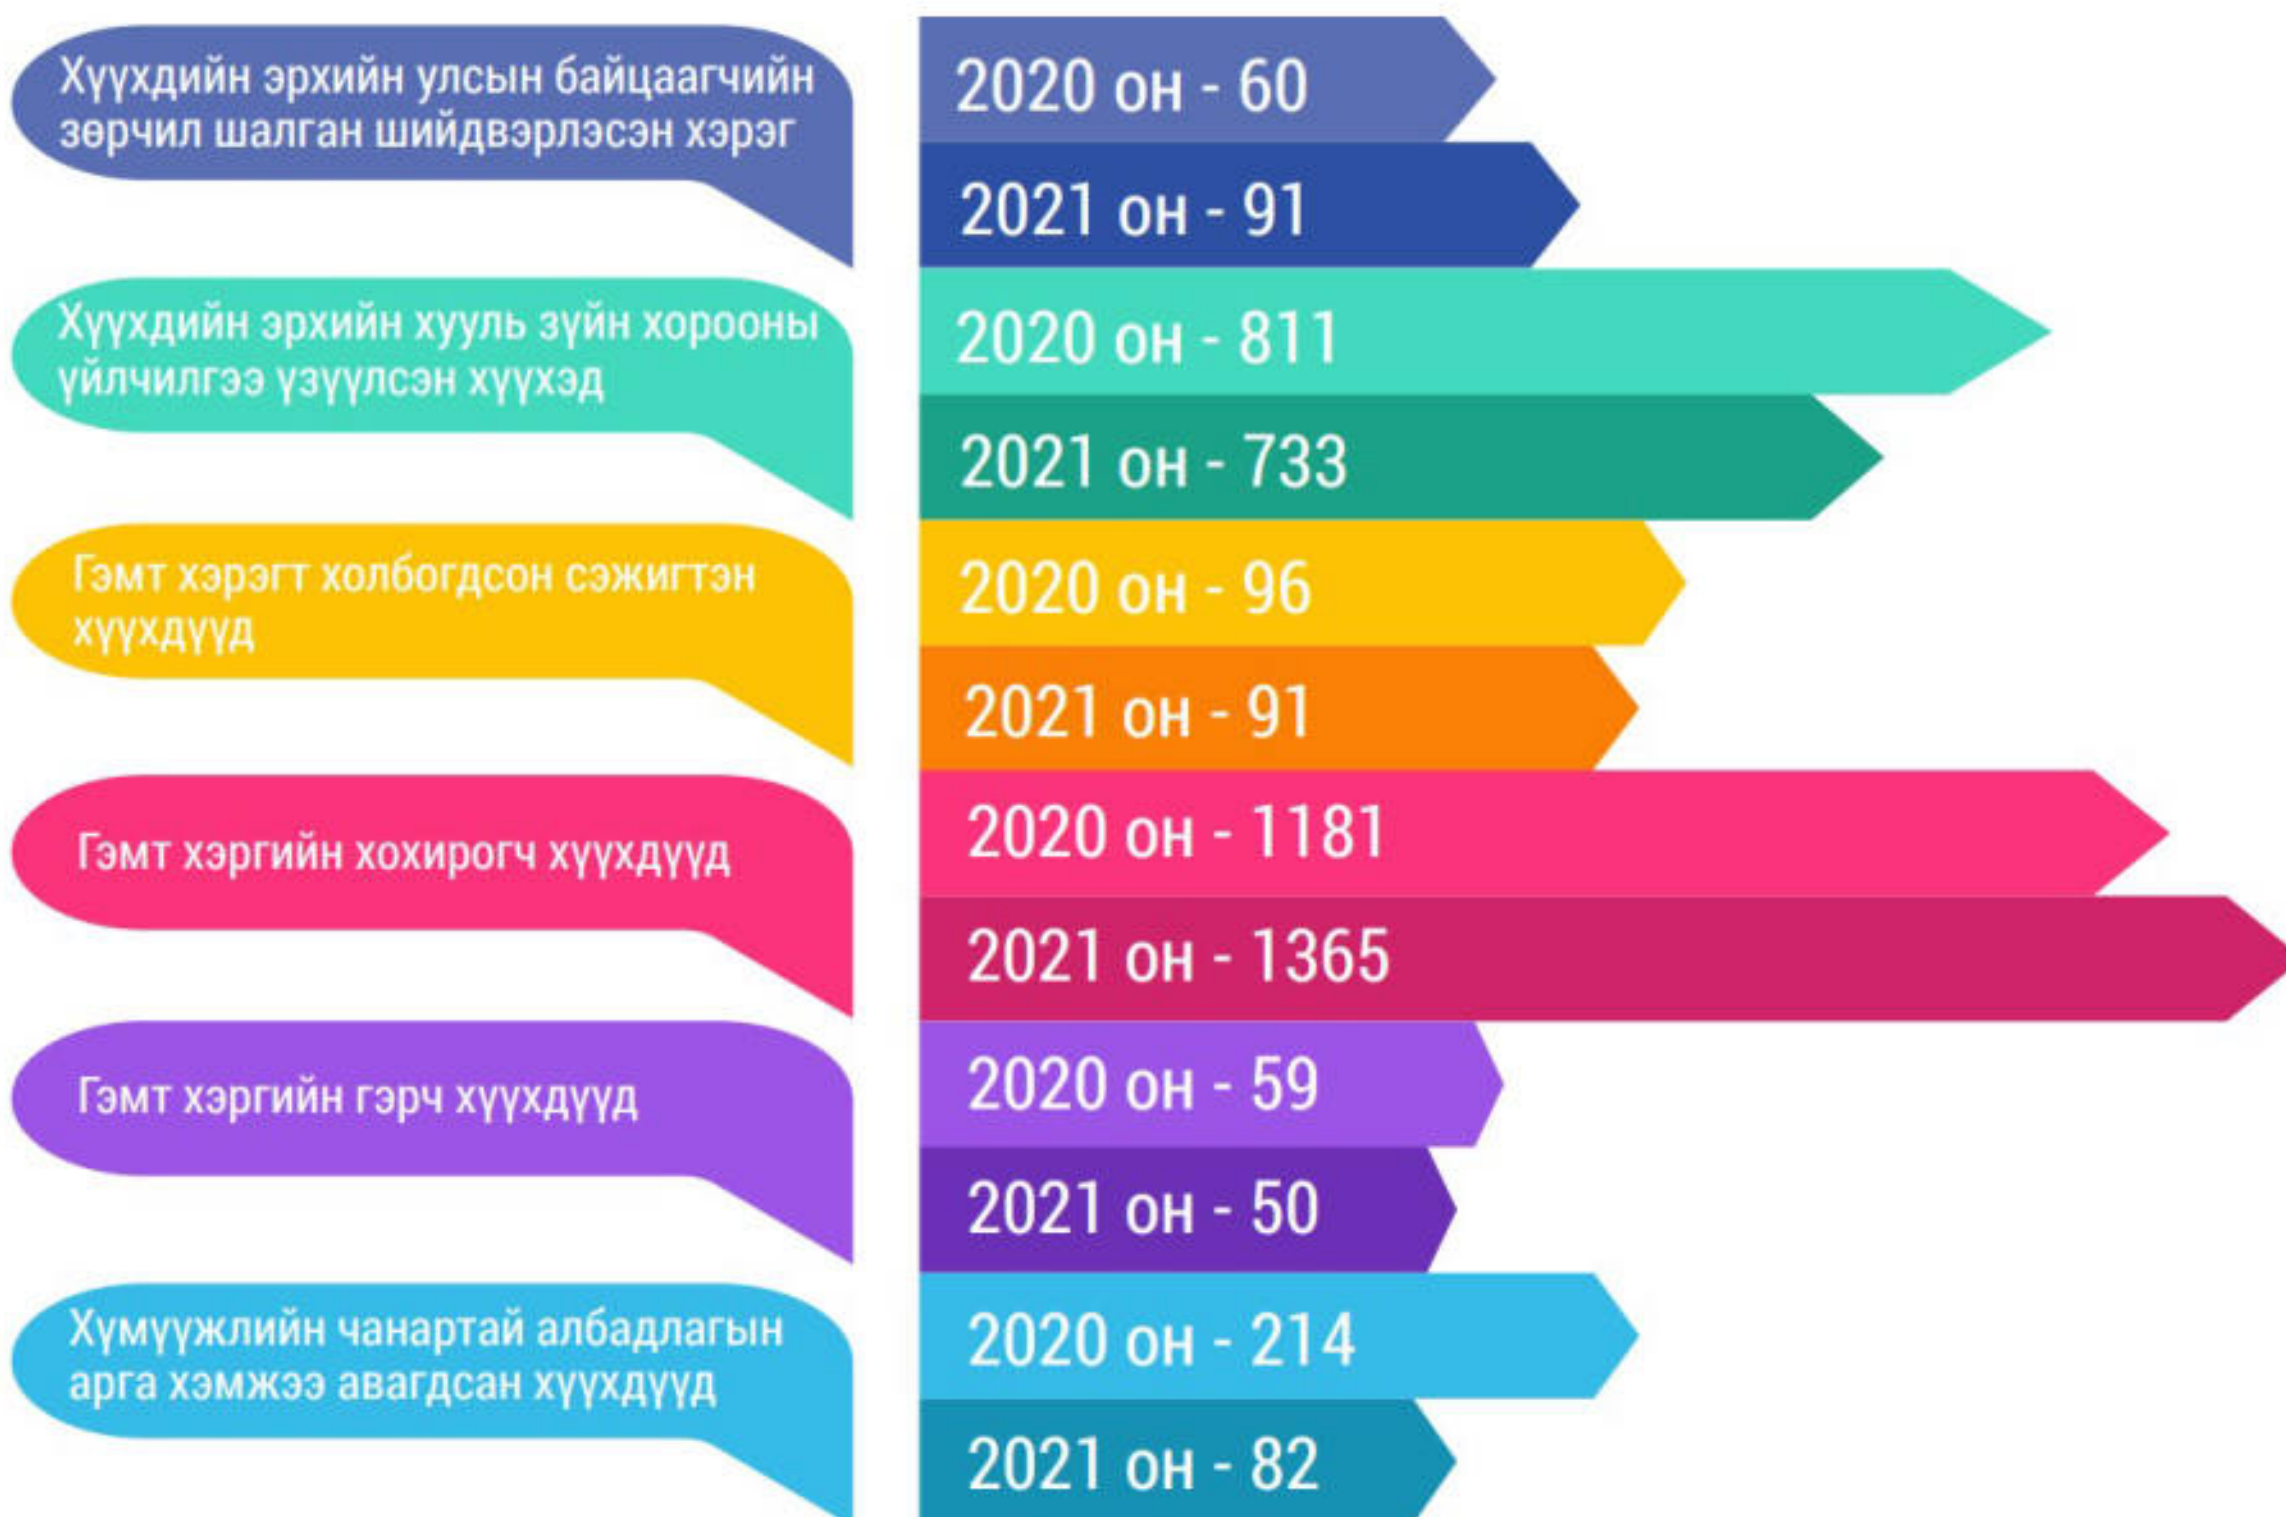 Хүүхдийн эрхийн улсын байцаагчийн
зөрчил шалган шийдвэрлэсэн хэрэг
2020 он - 60
2021 он - 91
Хүүхдийн эрхийн хууль зүйн хорооны
үйлчилгээ үзүүлсэн хүүхэд
2020 он - 811
2021 он - 733
Гэмт хэрэгт холбогдсон сэжигтэн
хүүхдүүд
2020 он - 96
2021 он - 91
Гэмт хэргийн хохирогч хүүхдүүд
2020 он - 1181
2021 он - 1365
Гэмт хэргийн гэрч хүүхдүүд
2020 он - 59
2021 он - 50
Хүмүүжлийн чанартай албадлагын
арга хэмжээ авагдсан хүүхдүүд
2020 он - 214
2021 он - 82